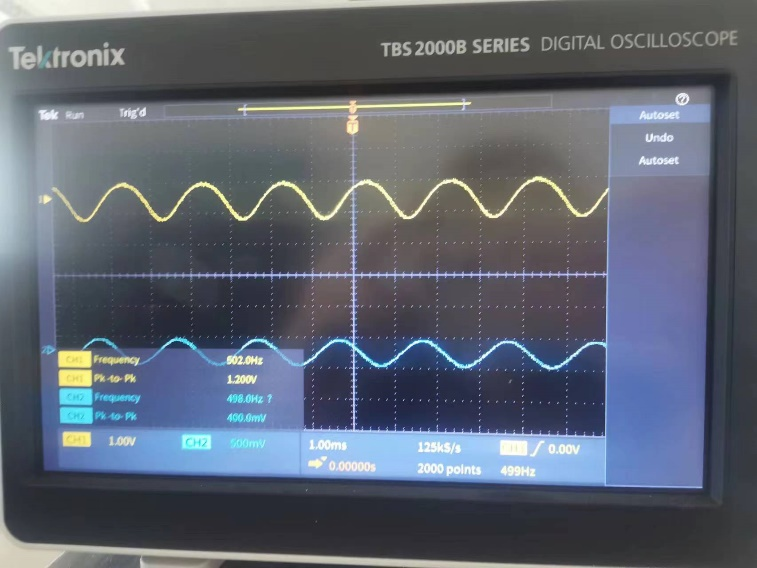 Tektronix
TBS 2000B SERIES DIGITAL OSCILLOSCOPE
Tek Run Trig'd
Autoset
Undo
Autoset
CH1 Frequency 502.0Hz
CH1 Pk-to-Pk 1.200V
CH2 Frequency 498.0Hz ?
CH2 Pk-to-Pk 400.0mV
CH1 1.00V CH2 500mV
1.00ms 125kS/s CH1 0.00V
0.00000s 2000 points 499Hz